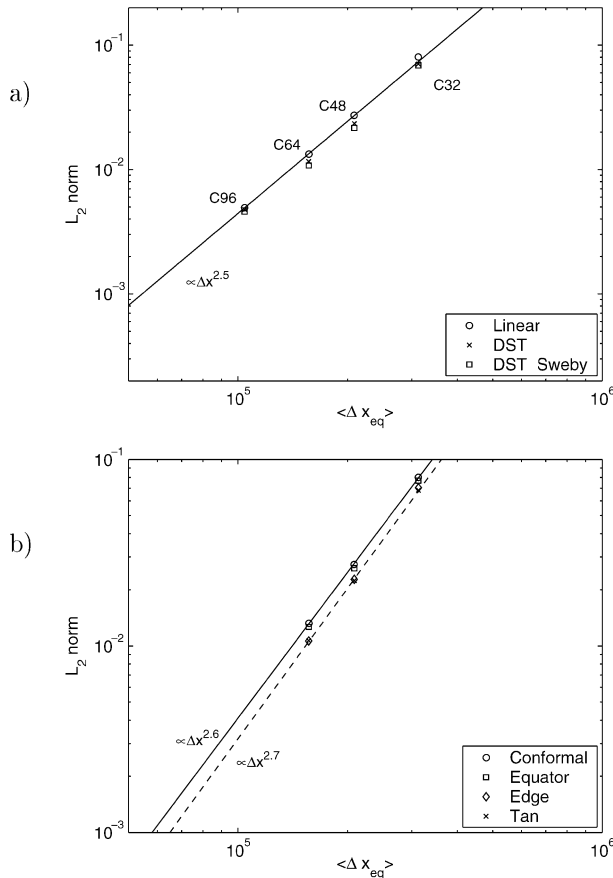 a)
10^-1
10^-2
10^-3
L_2 norm
C32
C48
C64
C96
∝Δx^2.5
Linear
DST
DST Sweby
10^5
10^6
<Δ x_eq>
b)
10^-1
10^-2
10^-3
L_2 norm
∝Δx^2.6
∝Δx^2.7
Conformal
Equator
Edge
Tan
10^5
10^6
<Δ x_eq>